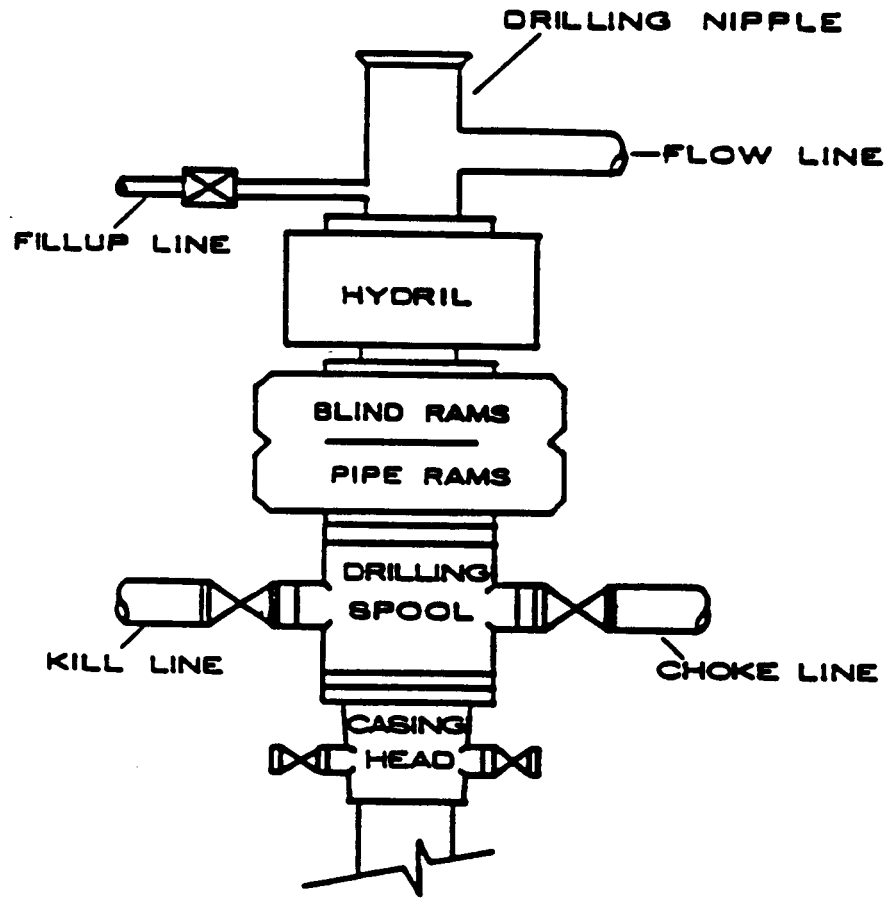 DRILLING NIPPLE
FLOW LINE
FILLUP LINE
HYDRIL
BLIND RAMS
PIPE RAMS
DRILLING
SPOOL
KILL LINE
CHOKE LINE
CASING
HEAD